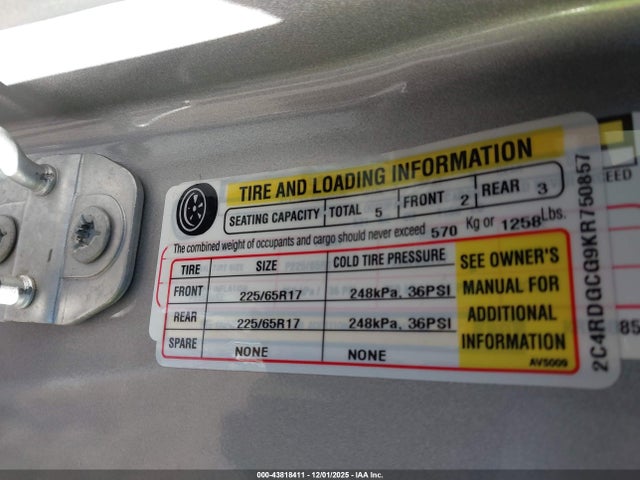 TIRE AND LOADING INFORMATION
SEATING CAPACITY TOTAL 5 FRONT 2 REAR 3
The combined weight of occupants and cargo should never exceed 570 Kg or 1258 Lbs.
TIRE SIZE COLD TIRE PRESSURE
FRONT 225/65R17 248kPa, 36PSI
REAR 225/65R17 248kPa, 36PSI
SPARE NONE NONE
SEE OWNER'S
MANUAL FOR
ADDITIONAL
INFORMATION
AV5009
2C4RDGCG9KR750857
000-43818411 - 12/01/2025 - IAA Inc.